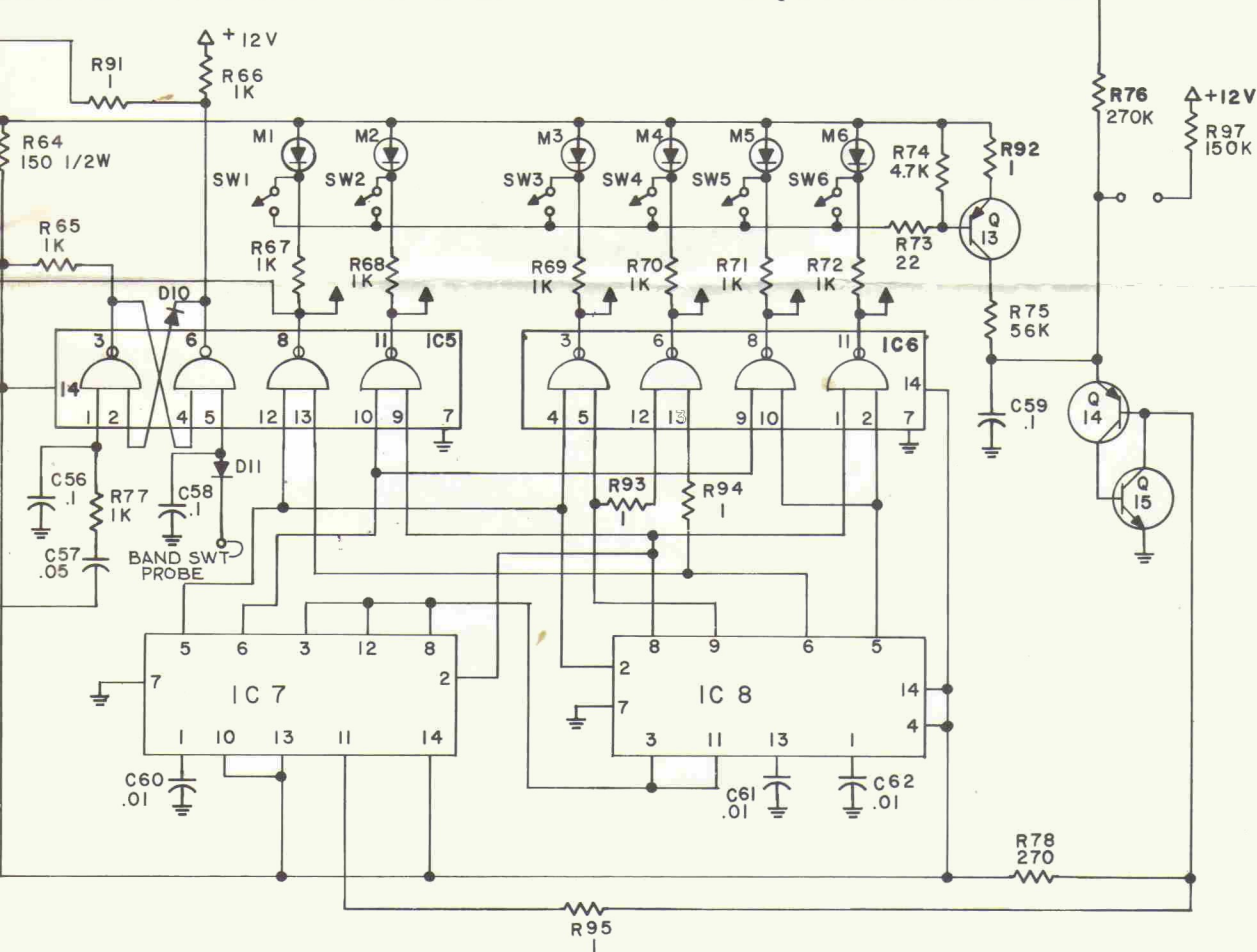 +12V
R91
1
R66
1K
R76
270K
+12V
R97
150K
R64
150 1/2W
M1
M2
M3
M4
M5
M6
R74
4.7K
R92
1
SW1
SW2
SW3
SW4
SW5
SW6
Q
13
R65
1K
R67
1K
R68
1K
R69
1K
R70
1K
R71
1K
R72
1K
R73
22
D10
R75
56K
3
6
8
11
IC5
3
6
8
11
IC6
14
14
1
2
4
5
12
13
10
9
7
4
5
12
9
10
1
2
7
C59
.1
Q
14
C56
.1
R77
1K
C58
.1
D11
R93
1
R94
1
Q
15
C57
.05
BAND SWT
PROBE
5
6
3
12
8
8
9
6
5
7
IC 7
2
2
7
IC 8
14
4
1
10
13
11
14
3
11
13
1
C60
.01
C61
.01
C62
.01
R78
270
R95
1